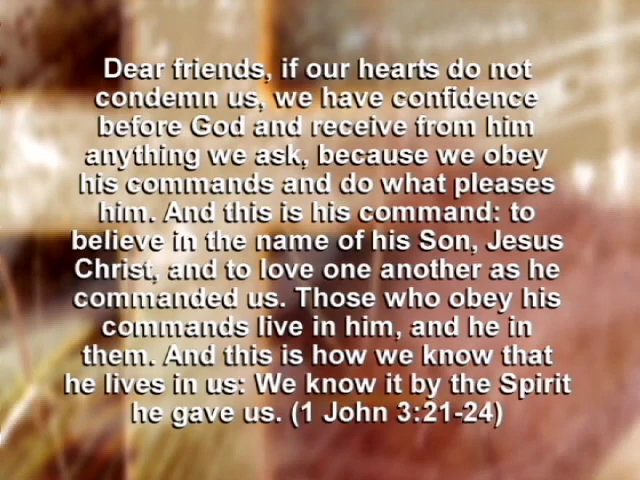 Dear friends, if our hearts do not
condemn us, we have confidence
before God and receive from him
anything we ask, because we obey
his commands and do what pleases
him. And this is his command: to
believe in the name of his Son, Jesus
Christ, and to love one another as he
commanded us. Those who obey his
commands live in him, and he in
them. And this is how we know that
he lives in us: We know it by the Spirit
he gave us. (1 John 3:21-24)